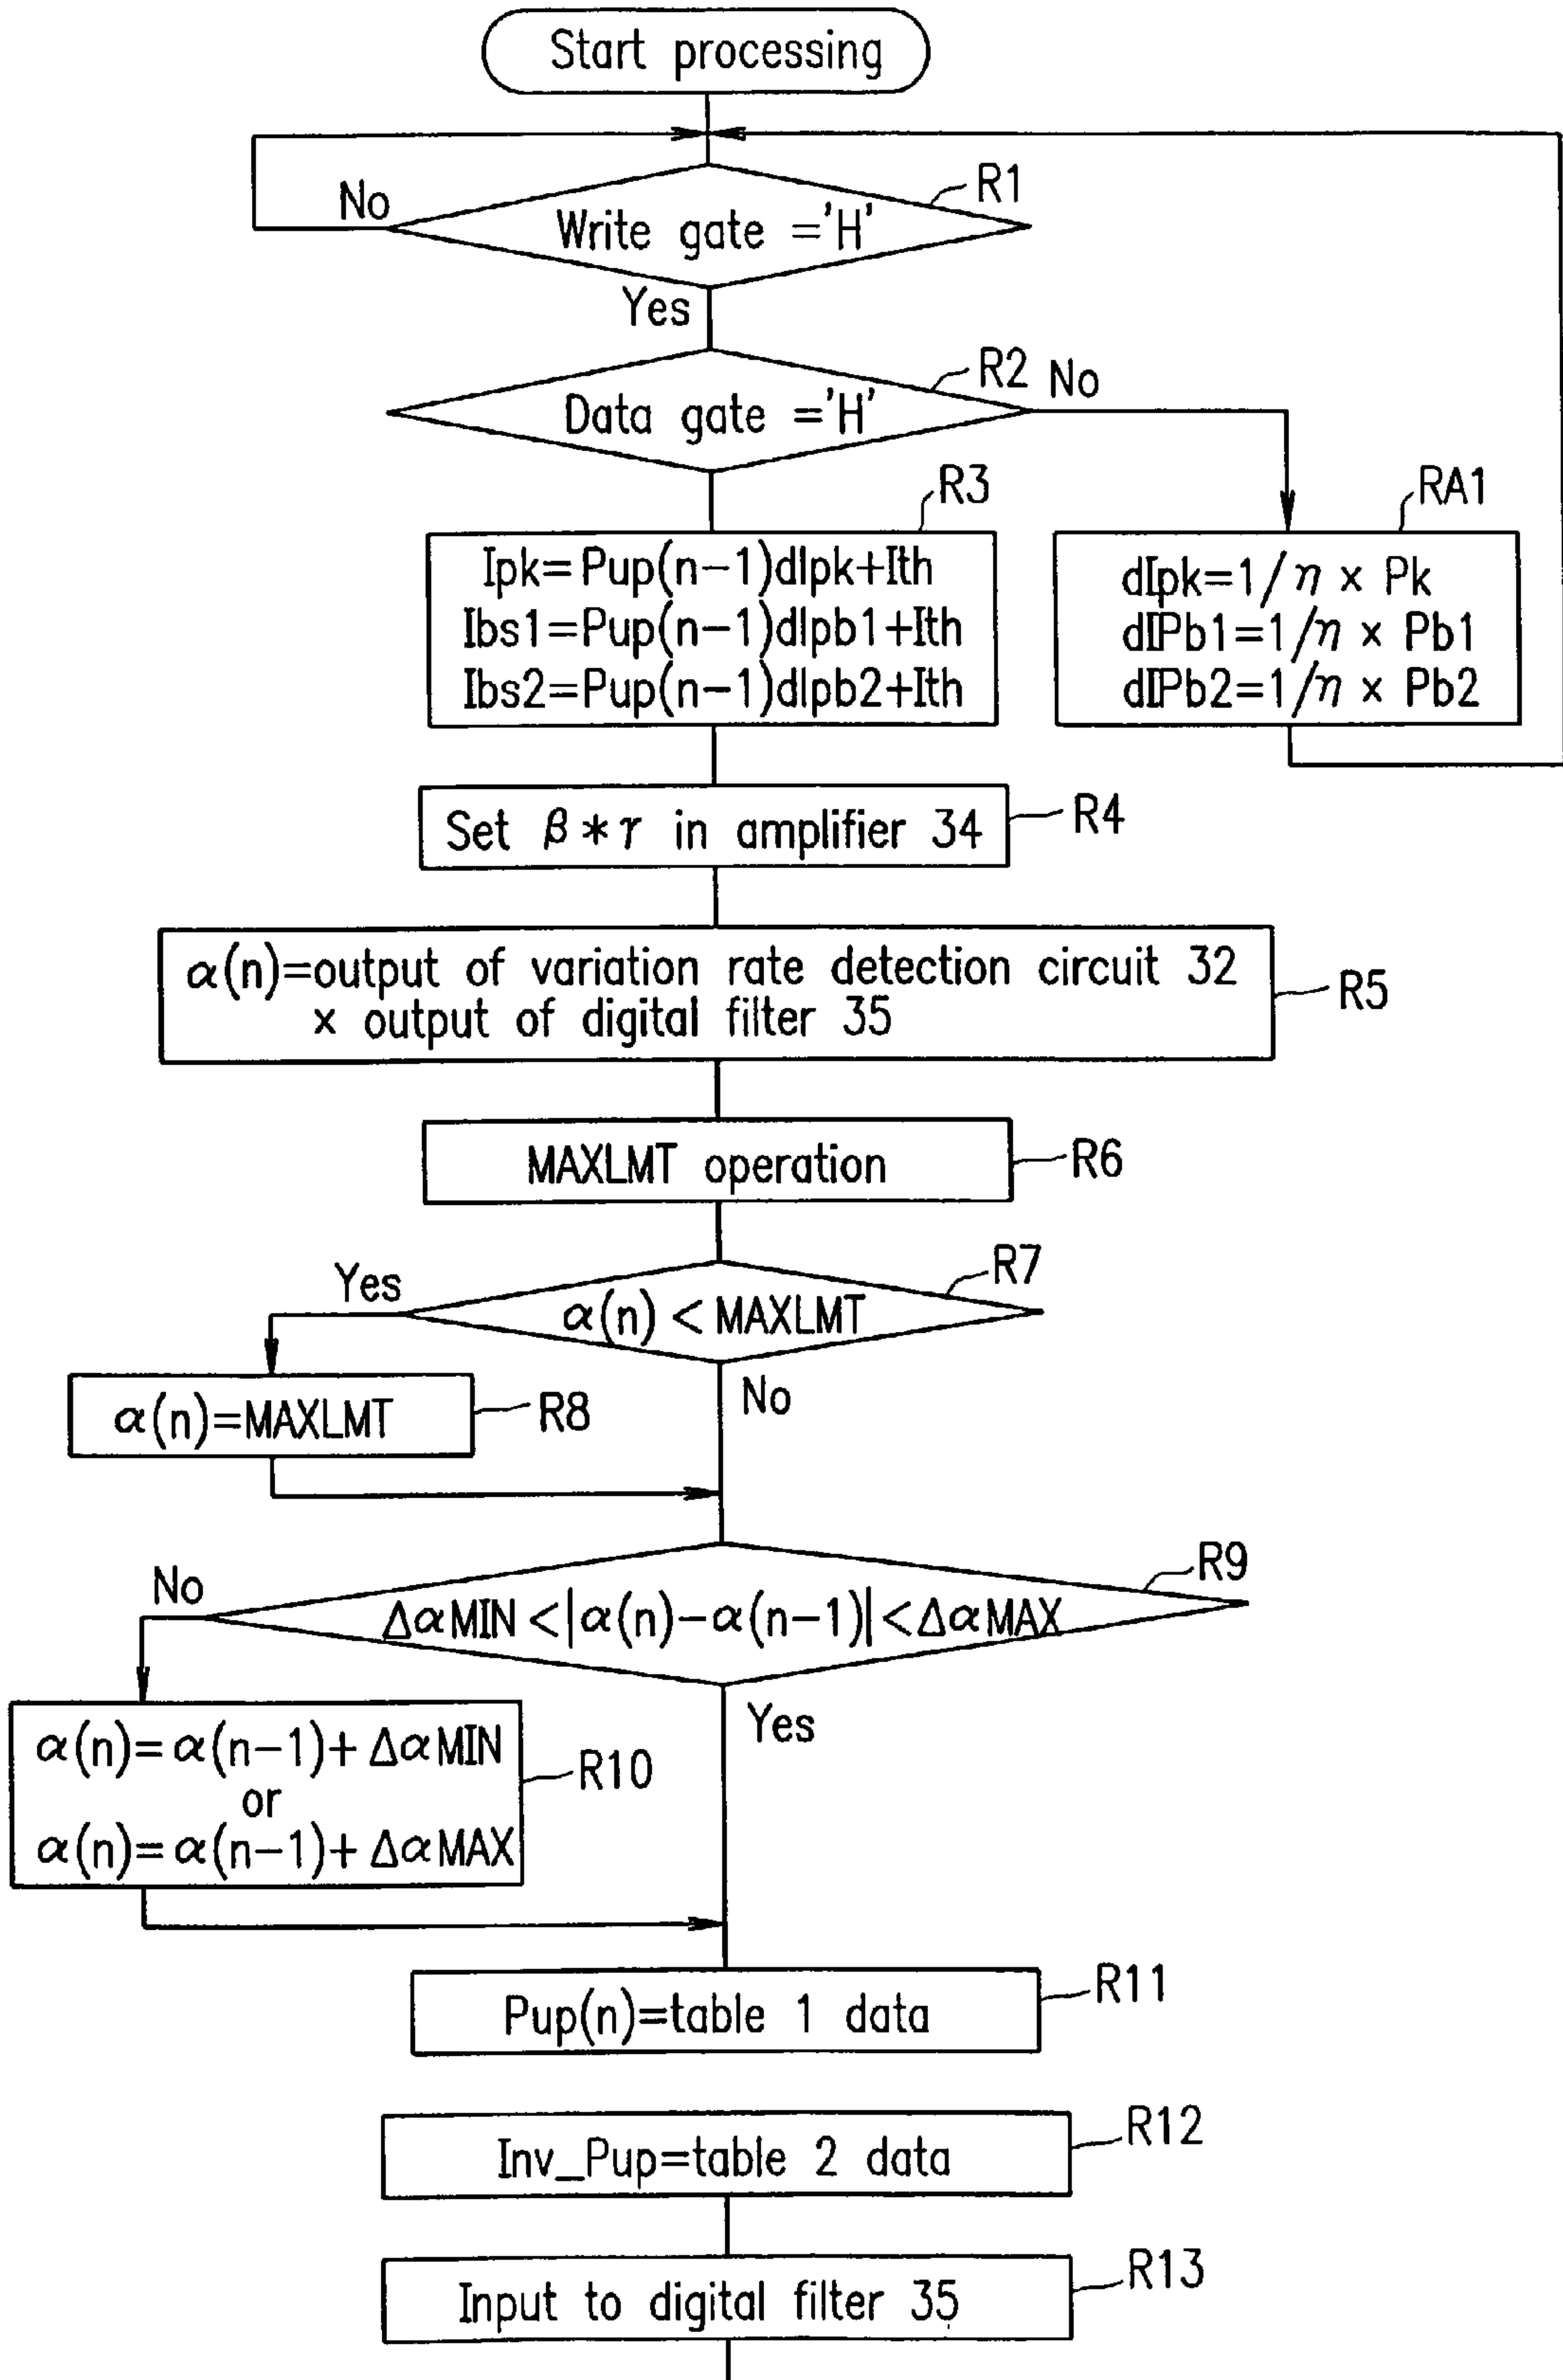 Start processing
R1
No
Write gate ='H'
Yes
R2
No
Data gate ='H'
R3
Ipk=Pup(n-1)dIpk+Ith
Ibs1=Pup(n-1)dIpb1+Ith
Ibs2=Pup(n-1)dIpb2+Ith
RA1
dIpk=1/η × Pk
dIPb1=1/η × Pb1
dIPb2=1/η × Pb2
Set β*γ in amplifier 34
R4
α(n)=output of variation rate detection circuit 32
× output of digital filter 35
R5
MAXLMT operation
R6
R7
Yes
α(n) < MAXLMT
No
α(n)=MAXLMT
R8
R9
No
ΔαMIN<|α(n)-α(n-1)|<ΔαMAX
Yes
α(n)=α(n-1)+ ΔαMIN
or
α(n)=α(n-1)+ ΔαMAX
R10
R11
Pup(n)=table 1 data
R12
Inv_Pup=table 2 data
R13
Input to digital filter 35